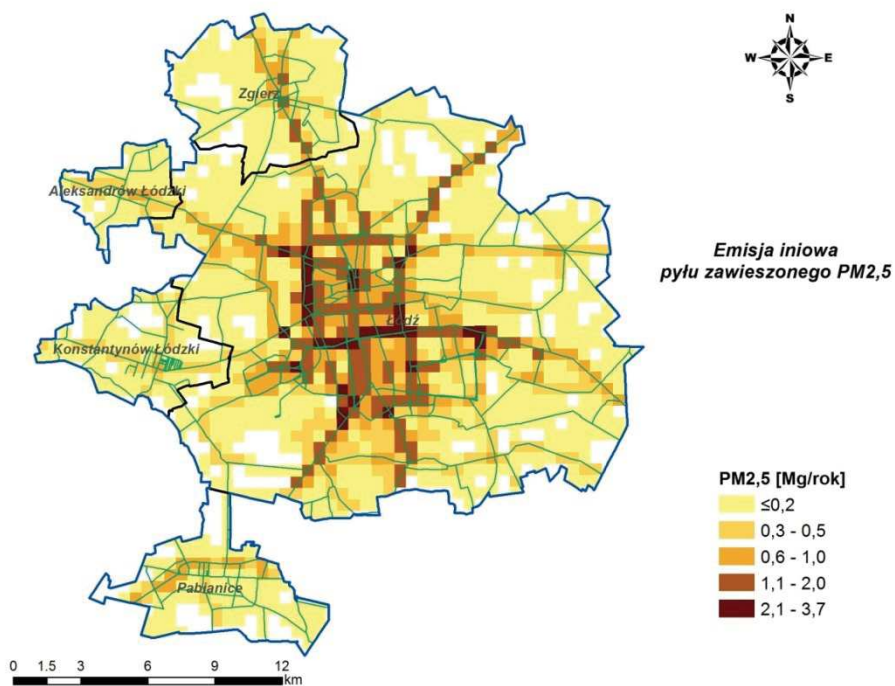 N
W E
S
Zgierz
Aleksandrów Łódzki
Emisja iniowa
pyłu zawieszonego PM2,5
Łódź
Konstantynów Łódzki
PM2,5 [Mg/rok]
≤0,2
0,3 - 0,5
0,6 - 1,0
1,1 - 2,0
2,1 - 3,7
Pabianice
0 1.5 3 6 9 12
km